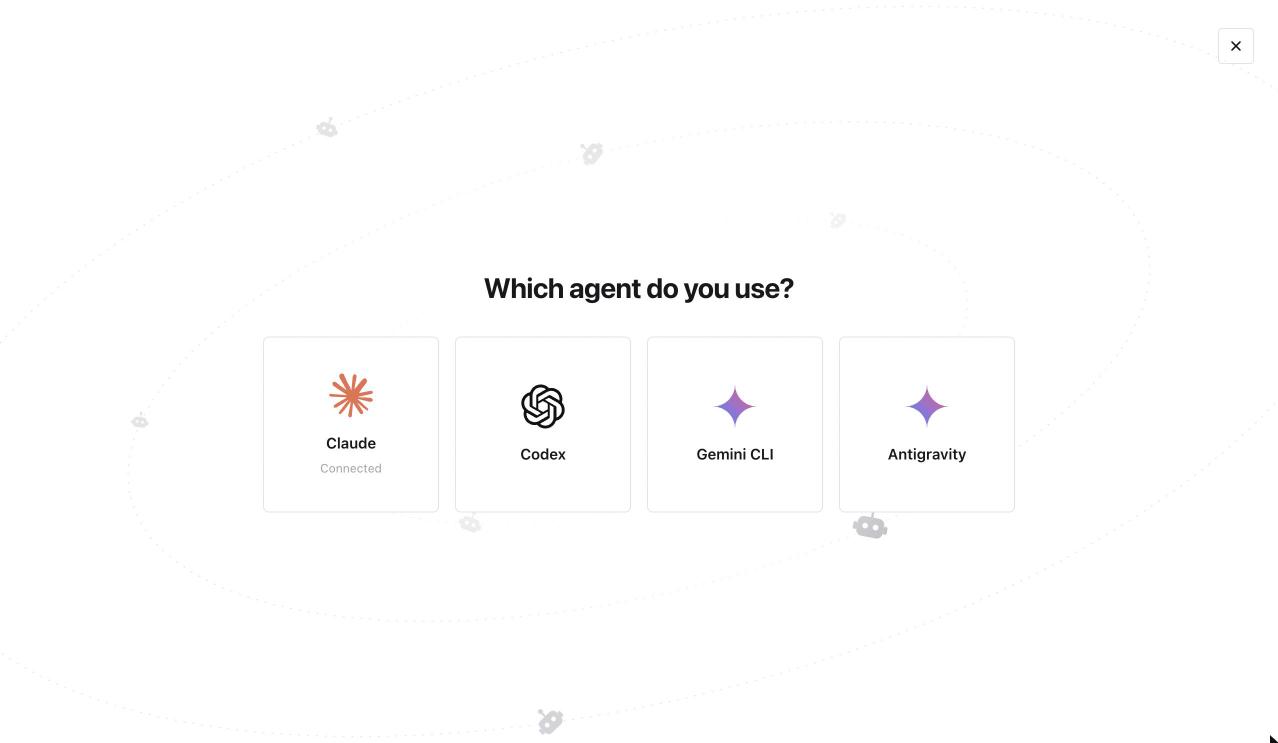 Which agent do you use?
Claude
Connected
Codex
Gemini CLI
Antigravity